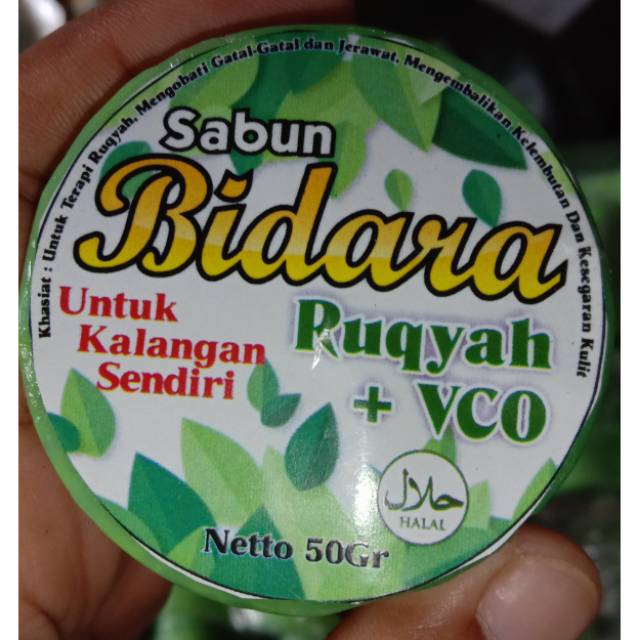 Khasiat : Untuk Terapi Ruqyah, Mengobati Gatal-Gatal dan Jerawat, Mengembalikan Kelembutan Dan Kesegaran Kulit
Sabun
Bidara
Untuk
Kalangan
Sendiri
Ruqyah
+ VCO
حلال
HALAL
Netto 50Gr